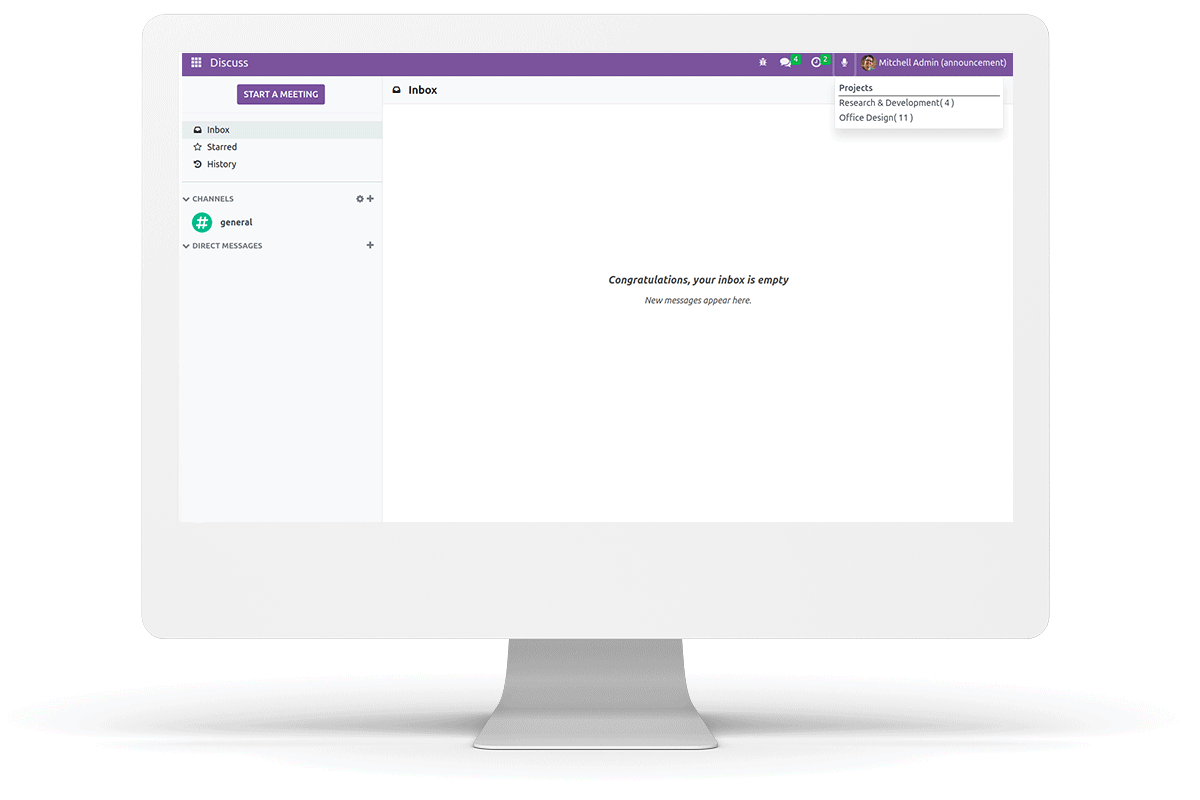 Discuss
4
2
Mitchell Admin (announcement)
START A MEETING
Inbox
Starred
History
CHANNELS
general
DIRECT MESSAGES
Inbox
Projects
Research & Development( 4 )
Office Design( 11 )
Congratulations, your inbox is empty
New messages appear here.